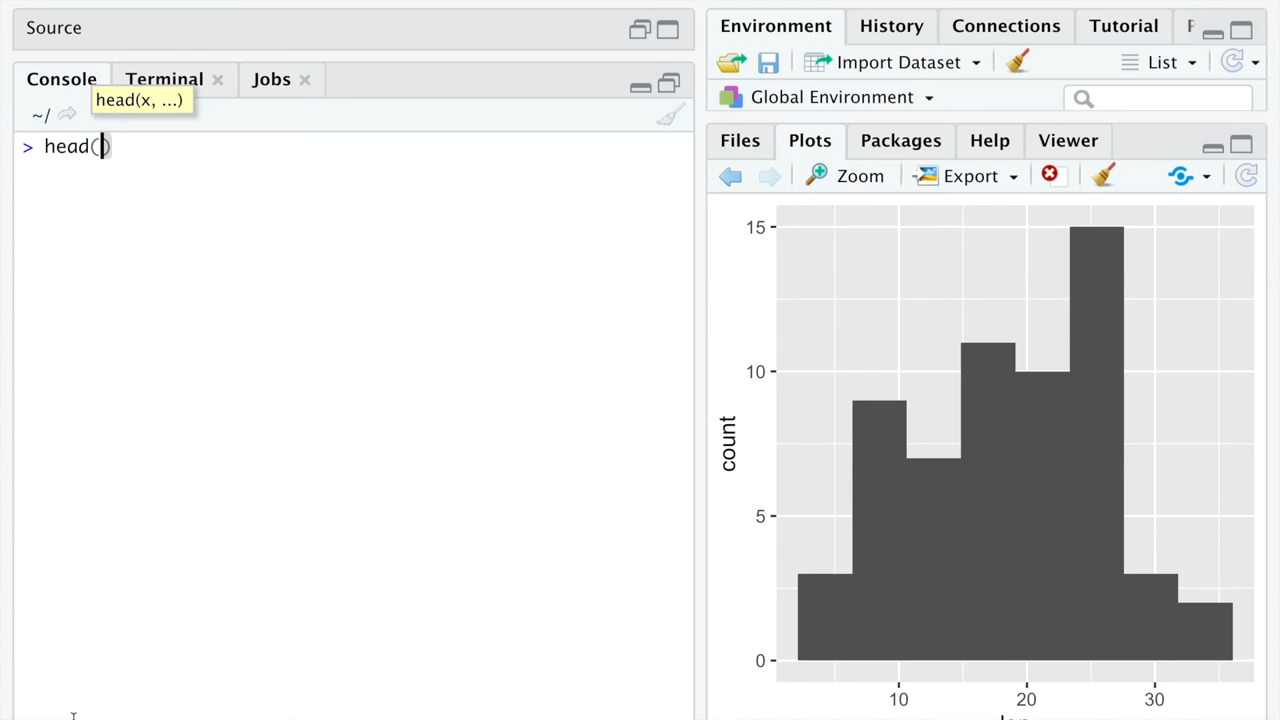 Source
Console
Terminal
Jobs
head(x, ...)
~/
> head()
Environment
History
Connections
Tutorial
Import Dataset
List
Global Environment
Files
Plots
Packages
Help
Viewer
Zoom
Export
15
10
5
0
count
10
20
30